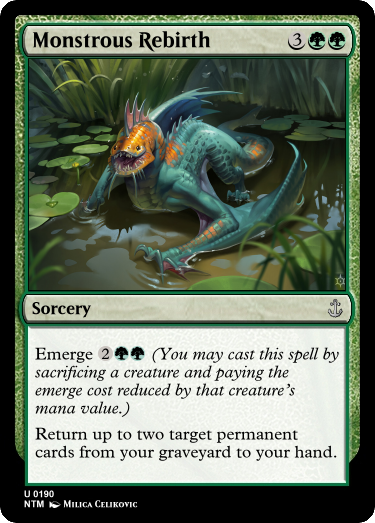 Monstrous Rebirth 3
Sorcery
Emerge 2 (You may cast this spell by
sacrificing a creature and paying the
emerge cost reduced by that creature's
mana value.)
Return up to two target permanent
cards from your graveyard to your hand.
U 0190
NTM Milica Celikovic